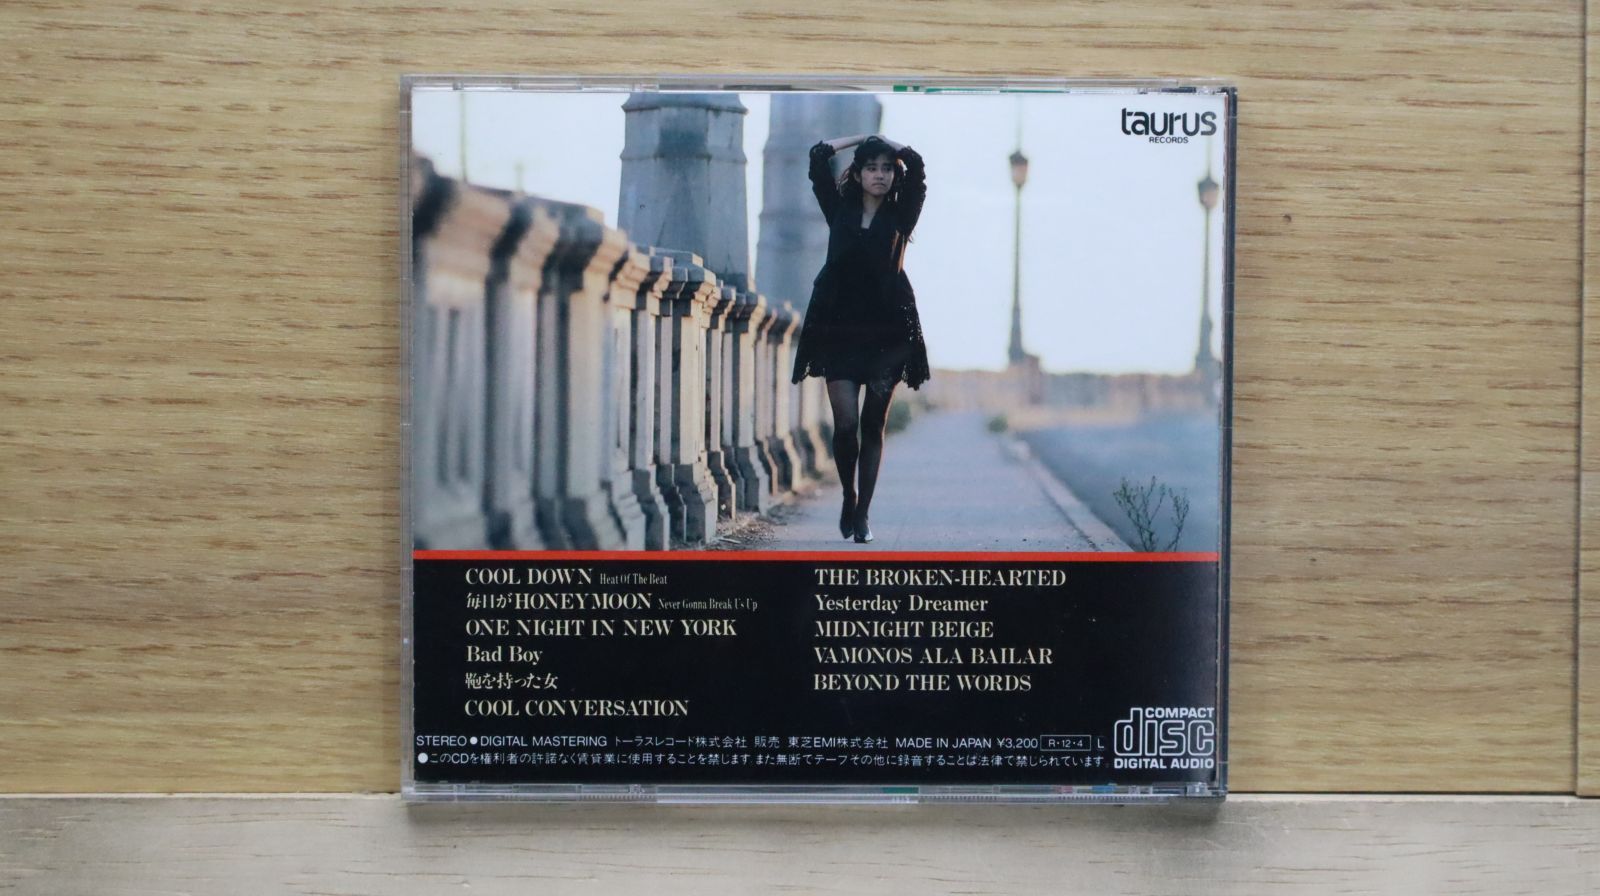 taurus
RECORDS
COOL DOWN Heat Of The Beat
毎日がHONEYMOON Never Gonna Break Us Up
ONE NIGHT IN NEW YORK
Bad Boy
鞄を持った女
COOL CONVERSATION
THE BROKEN-HEARTED
Yesterday Dreamer
MIDNIGHT BEIGE
VAMONOS ALA BAILAR
BEYOND THE WORDS
STEREO●DIGITAL MASTERING トーラスレコード株式会社 販売 東芝EMI株式会社 MADE IN JAPAN ¥3,200 R・12・4 L
●このCDを権利者の許諾なく賃貸業に使用することを禁じます。また無断でテープその他に録音することは法律で禁じられています。
COMPACT
disc
DIGITAL AUDIO